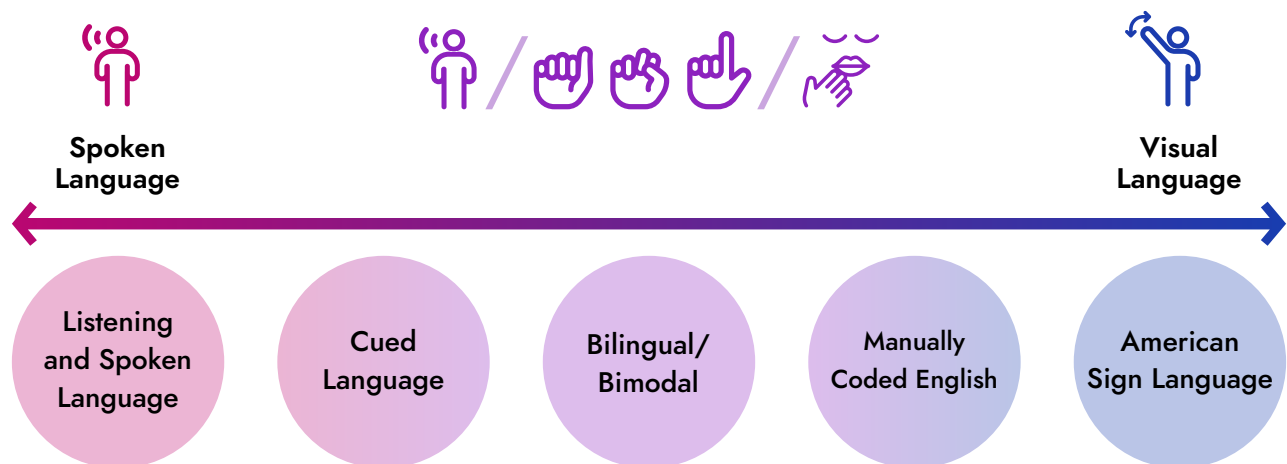 Spoken
Language
Visual
Language
Listening
and Spoken
Language
Cued
Language
Bilingual/
Bimodal
Manually
Coded English
American
Sign Language